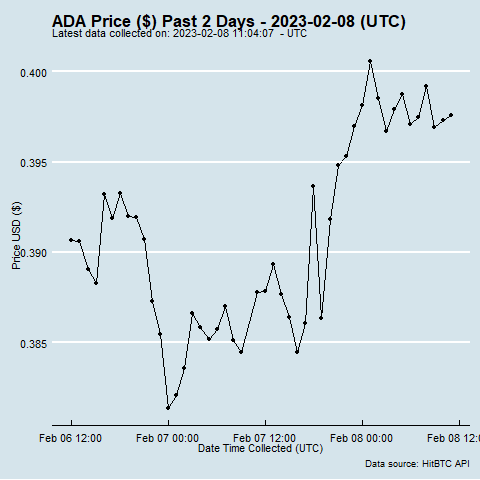 ADA Price ($) Past 2 Days - 2023-02-08 (UTC)
Latest data collected on: 2023-02-08 11:04:07 - UTC
0.400
0.395
0.390
0.385
Price USD ($)
Feb 06 12:00 Feb 07 00:00 Feb 07 12:00 Feb 08 00:00 Feb 08 12
Date Time Collected (UTC)
Data source: HitBTC API